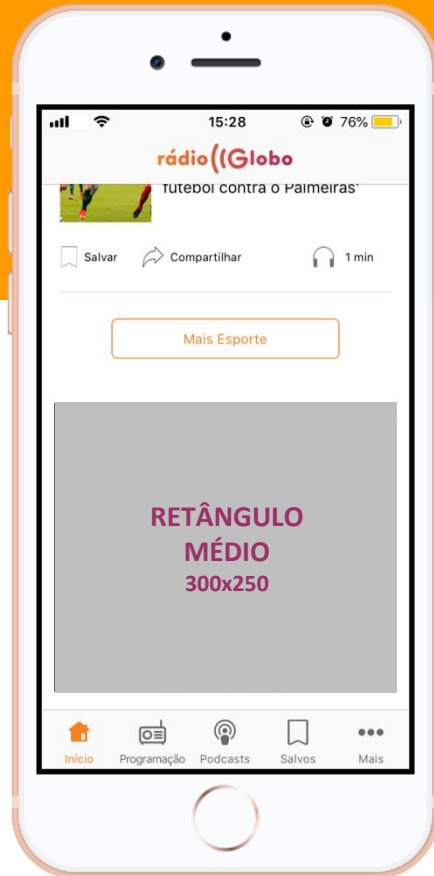 15:28
76%
rádio Globo
futebol contra o Palmeiras'
Salvar
Compartilhar
1 min
Mais Esporte
RETÂNGULO
MÉDIO
300x250
Início
Programação
Podcasts
Salvos
Mais